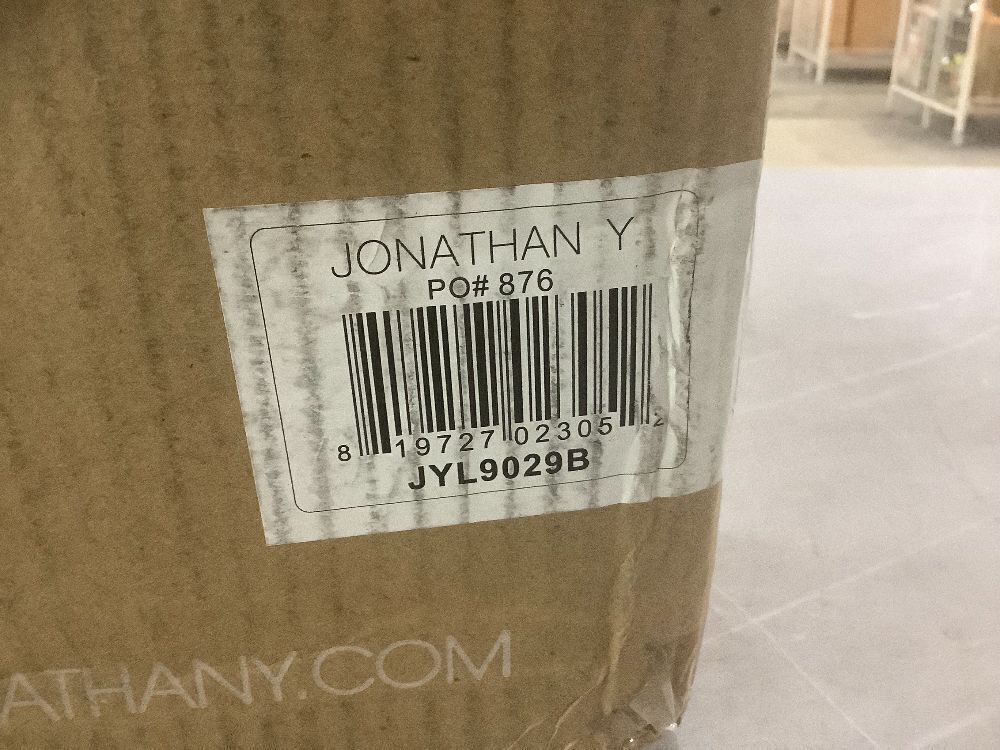 JONATHAN Y
PO# 876
8 19727 02305 2
JYL9029B
ATHANY.COM